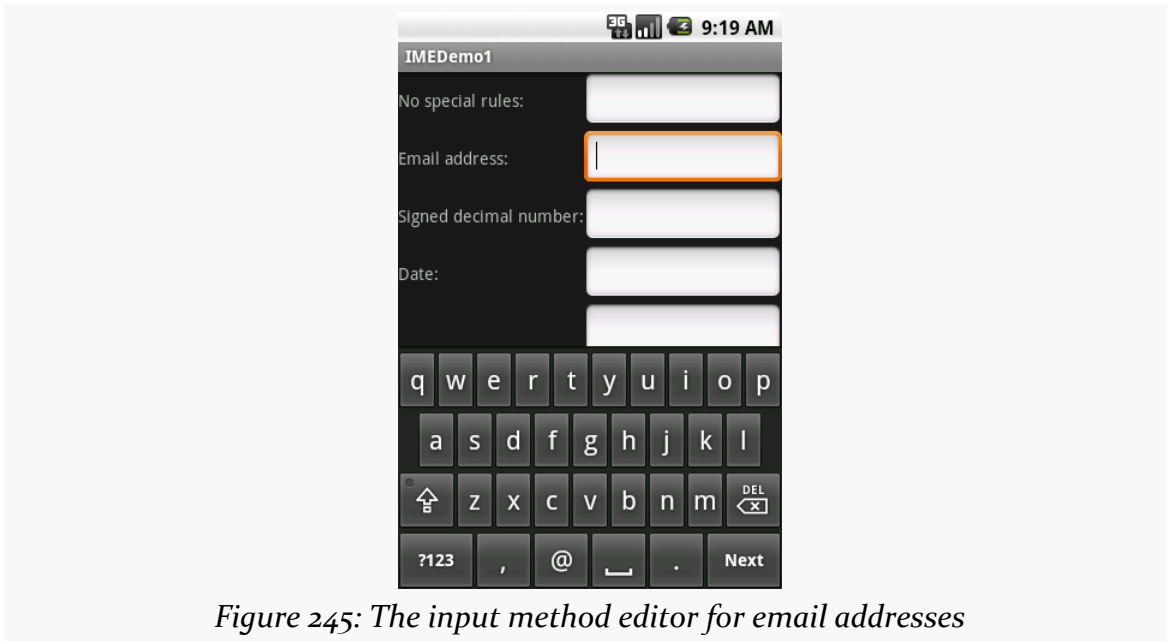 3G 9:19 AM
IMEDemo1
No special rules:
Email address:
Signed decimal number:
Date:
q w e r t y u i o p
a s d f g h j k l
z x c v b n m DEL
?123 , @ . Next
Figure 245: The input method editor for email addresses